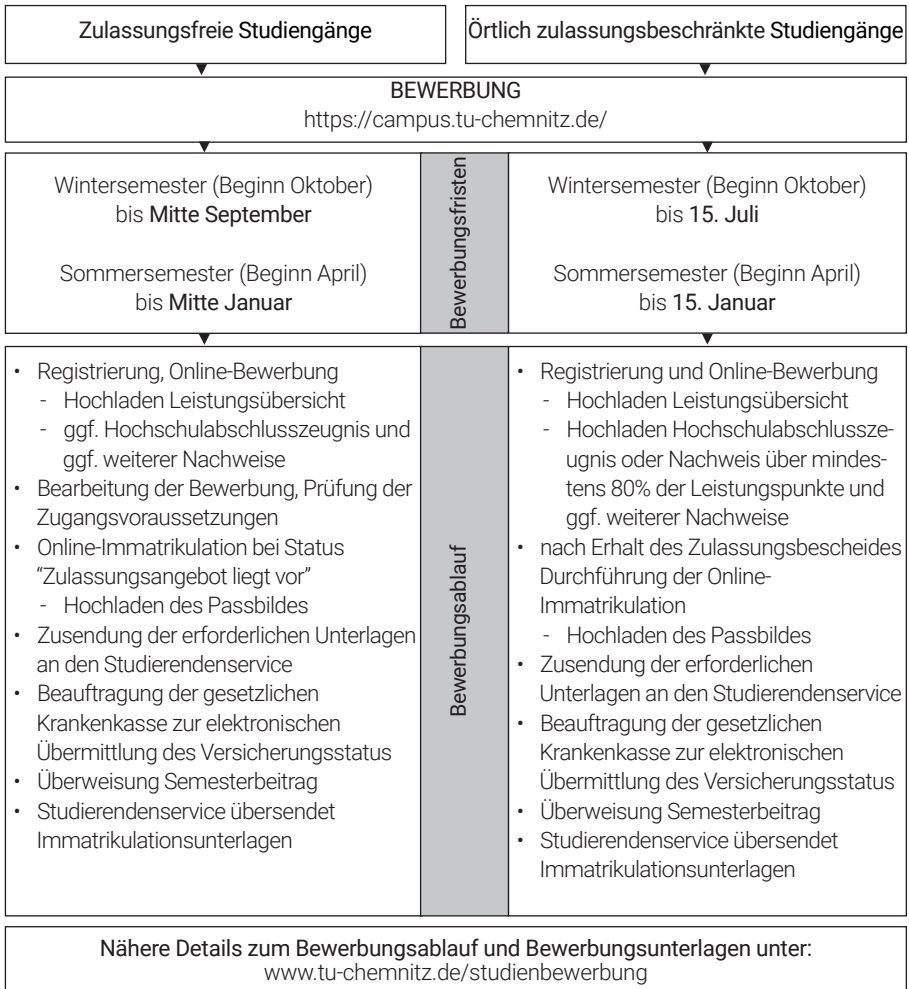 Zulassungsfreie Studiengänge
Örtlich zulassungsbeschränkte Studiengänge
BEWERBUNG
https://campus.tu-chemnitz.de/
Wintersemester (Beginn Oktober)
bis Mitte September
Sommersemester (Beginn April)
bis Mitte Januar
Bewerbungsfristen
Wintersemester (Beginn Oktober)
bis 15. Juli
Sommersemester (Beginn April)
bis 15. Januar
• Registrierung, Online-Bewerbung
- Hochladen Leistungsübersicht
- ggf. Hochschulabschlusszeugnis und
ggf. weiterer Nachweise
• Bearbeitung der Bewerbung, Prüfung der
Zugangsvoraussetzungen
• Online-Immatrikulation bei Status
“Zulassungsangebot liegt vor”
- Hochladen des Passbildes
• Zusendung der erforderlichen Unterlagen
an den Studierendenservice
• Beauftragung der gesetzlichen
Krankenkasse zur elektronischen
Übermittlung des Versicherungsstatus
• Überweisung Semesterbeitrag
• Studierendenservice übersendet
Immatrikulationsunterlagen
Bewerbungsablauf
• Registrierung und Online-Bewerbung
- Hochladen Leistungsübersicht
- Hochladen Hochschulabschlussze-
ugnis oder Nachweis über mindes-
tens 80% der Leistungspunkte und
ggf. weiterer Nachweise
• nach Erhalt des Zulassungsbescheides
Durchführung der Online-
Immatrikulation
- Hochladen des Passbildes
• Zusendung der erforderlichen
Unterlagen an den Studierendenservice
• Beauftragung der gesetzlichen
Krankenkasse zur elektronischen
Übermittlung des Versicherungsstatus
• Überweisung Semesterbeitrag
• Studierendenservice übersendet
Immatrikulationsunterlagen
Nähere Details zum Bewerbungsablauf und Bewerbungsunterlagen unter:
www.tu-chemnitz.de/studienbewerbung